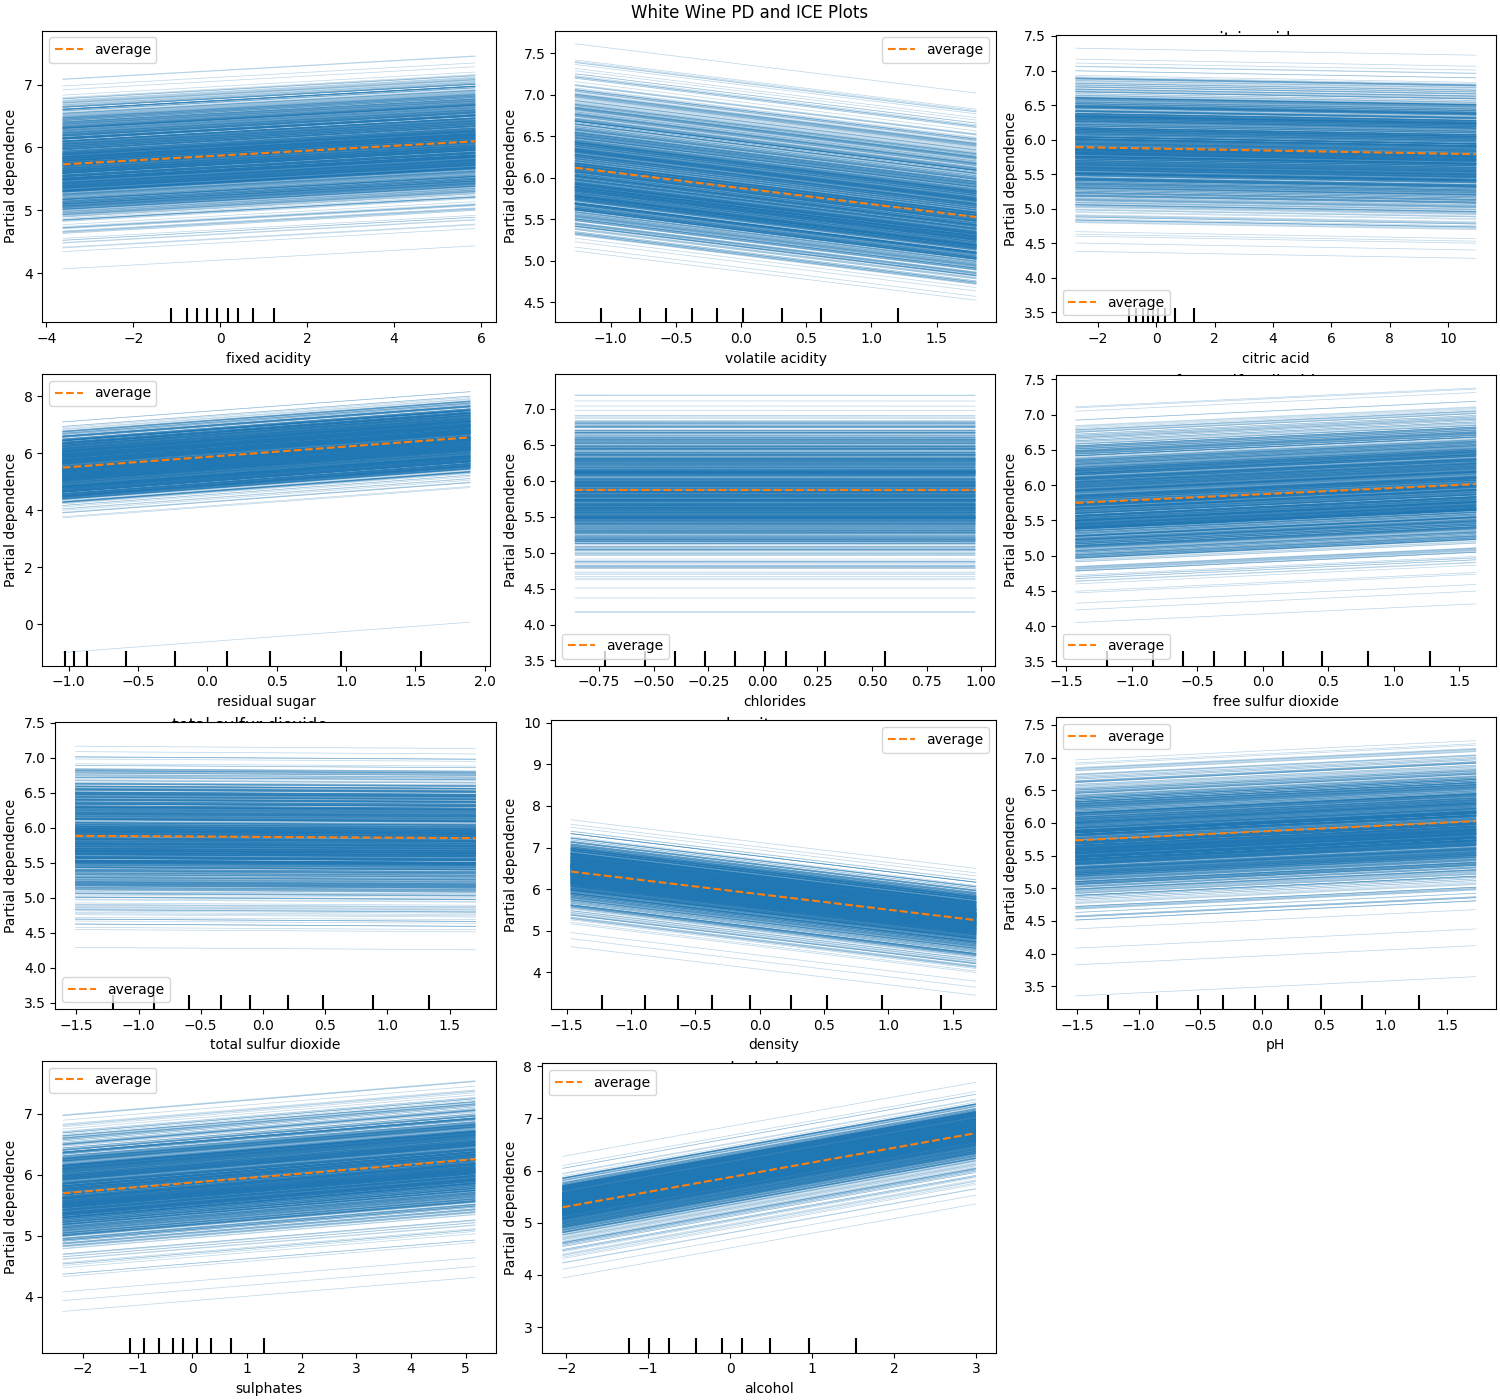 White Wine PD and ICE Plots
average
Partial dependence
7
6
5
4
−4 −2 0 2 4 6
fixed acidity
average
Partial dependence
7.5
7.0
6.5
6.0
5.5
5.0
4.5
−1.0 −0.5 0.0 0.5 1.0 1.5
volatile acidity
average
Partial dependence
7.5
7.0
6.5
6.0
5.5
5.0
4.5
4.0
3.5
−2 0 2 4 6 8 10
citric acid
average
Partial dependence
8
6
4
2
0
−1.0 −0.5 0.0 0.5 1.0 1.5 2.0
residual sugar
average
Partial dependence
7.0
6.5
6.0
5.5
5.0
4.5
4.0
3.5
−0.75 −0.50 −0.25 0.00 0.25 0.50 0.75 1.00
chlorides
average
Partial dependence
7.5
7.0
6.5
6.0
5.5
5.0
4.5
4.0
3.5
−1.5 −1.0 −0.5 0.0 0.5 1.0 1.5
free sulfur dioxide
total sulfur dioxide
average
Partial dependence
7.5
7.0
6.5
6.0
5.5
5.0
4.5
4.0
3.5
−1.5 −1.0 −0.5 0.0 0.5 1.0 1.5
total sulfur dioxide
average
Partial dependence
10
9
8
7
6
5
4
−1.5 −1.0 −0.5 0.0 0.5 1.0 1.5
density
average
Partial dependence
7.5
7.0
6.5
6.0
5.5
5.0
4.5
4.0
3.5
−1.5 −1.0 −0.5 0.0 0.5 1.0 1.5
pH
average
Partial dependence
7
6
5
4
−2 −1 0 1 2 3 4 5
sulphates
average
Partial dependence
8
7
6
5
4
3
−2 −1 0 1 2 3
alcohol